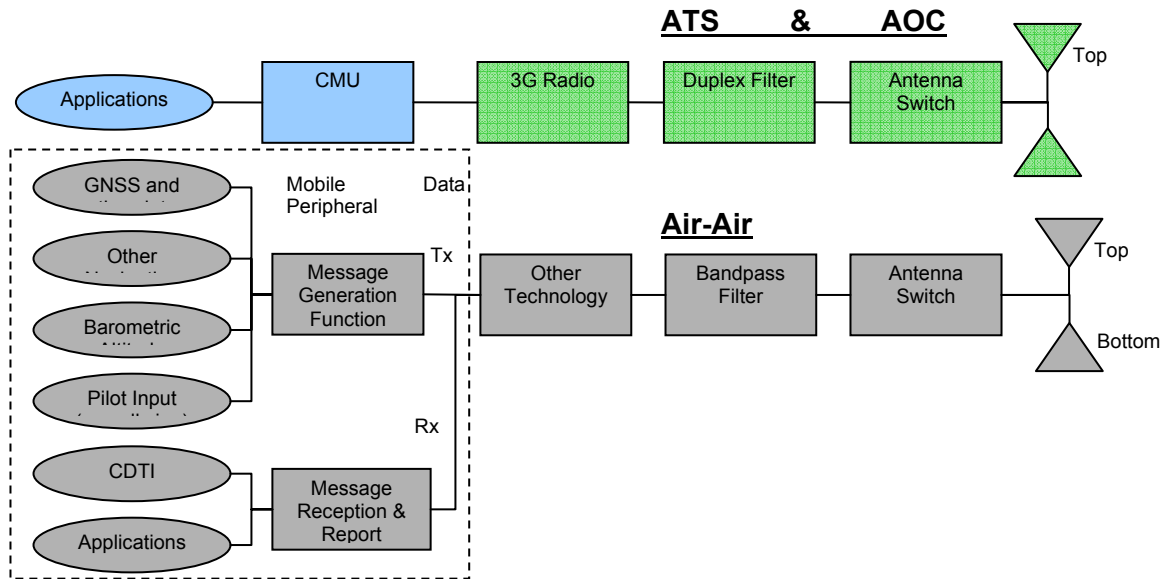 ATS & AOC
Top
Applications
CMU
3G Radio
Duplex Filter
Antenna
Switch
GNSS and
Mobile Data
Peripheral
Air-Air
Top
Other
Tx
Message
Generation
Function
Other
Technology
Bandpass
Filter
Antenna
Switch
Barometric
Bottom
Pilot Input
Rx
CDTI
Message
Reception &
Report
Applications